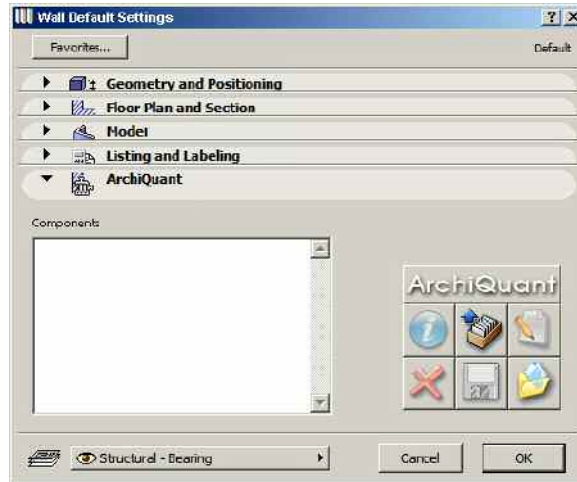 Wall Default Settings
Favorites...
Default
Geometry and Positioning
Floor Plan and Section
Model
Listing and Labeling
ArchiQuant
Components
ArchiQuant
Structural - Bearing
Cancel
OK